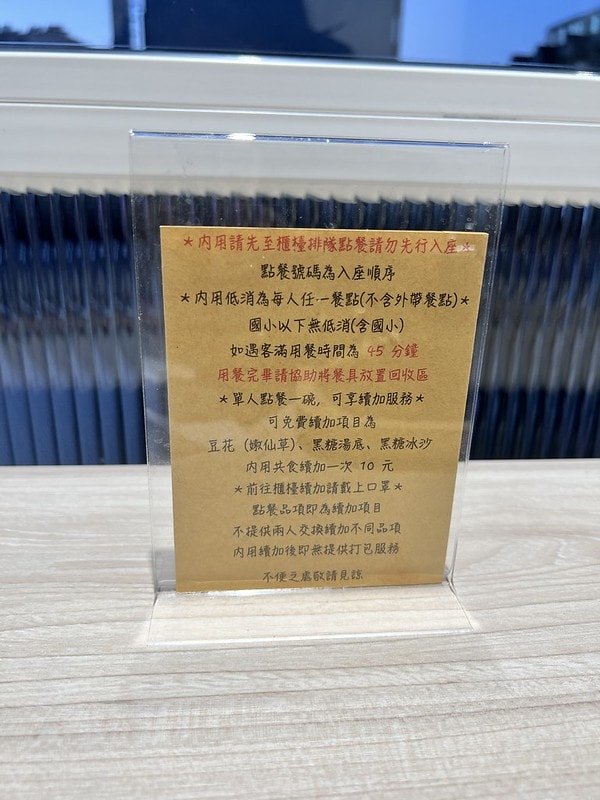 ＊內用請先至櫃檯排隊點餐請勿先行入座＊
點餐號碼為入座順序
＊內用低消為每人任一餐點(不含外帶餐點)＊
國小以下無低消(含國小)
如遇客滿用餐時間為 45 分鐘
用餐完畢請協助將餐具放置回收區
＊單人點餐一碗, 可享續加服務＊
可免費續加項目為
豆花 (嫩仙草)、黑糖湯底、黑糖冰沙
內用共食續加一次 10 元
＊前往櫃檯續加請戴上口罩＊
點餐品項即為續加項目
不提供兩人交換續加不同品項
內用續加後即無提供打包服務
不便之處敬請見諒